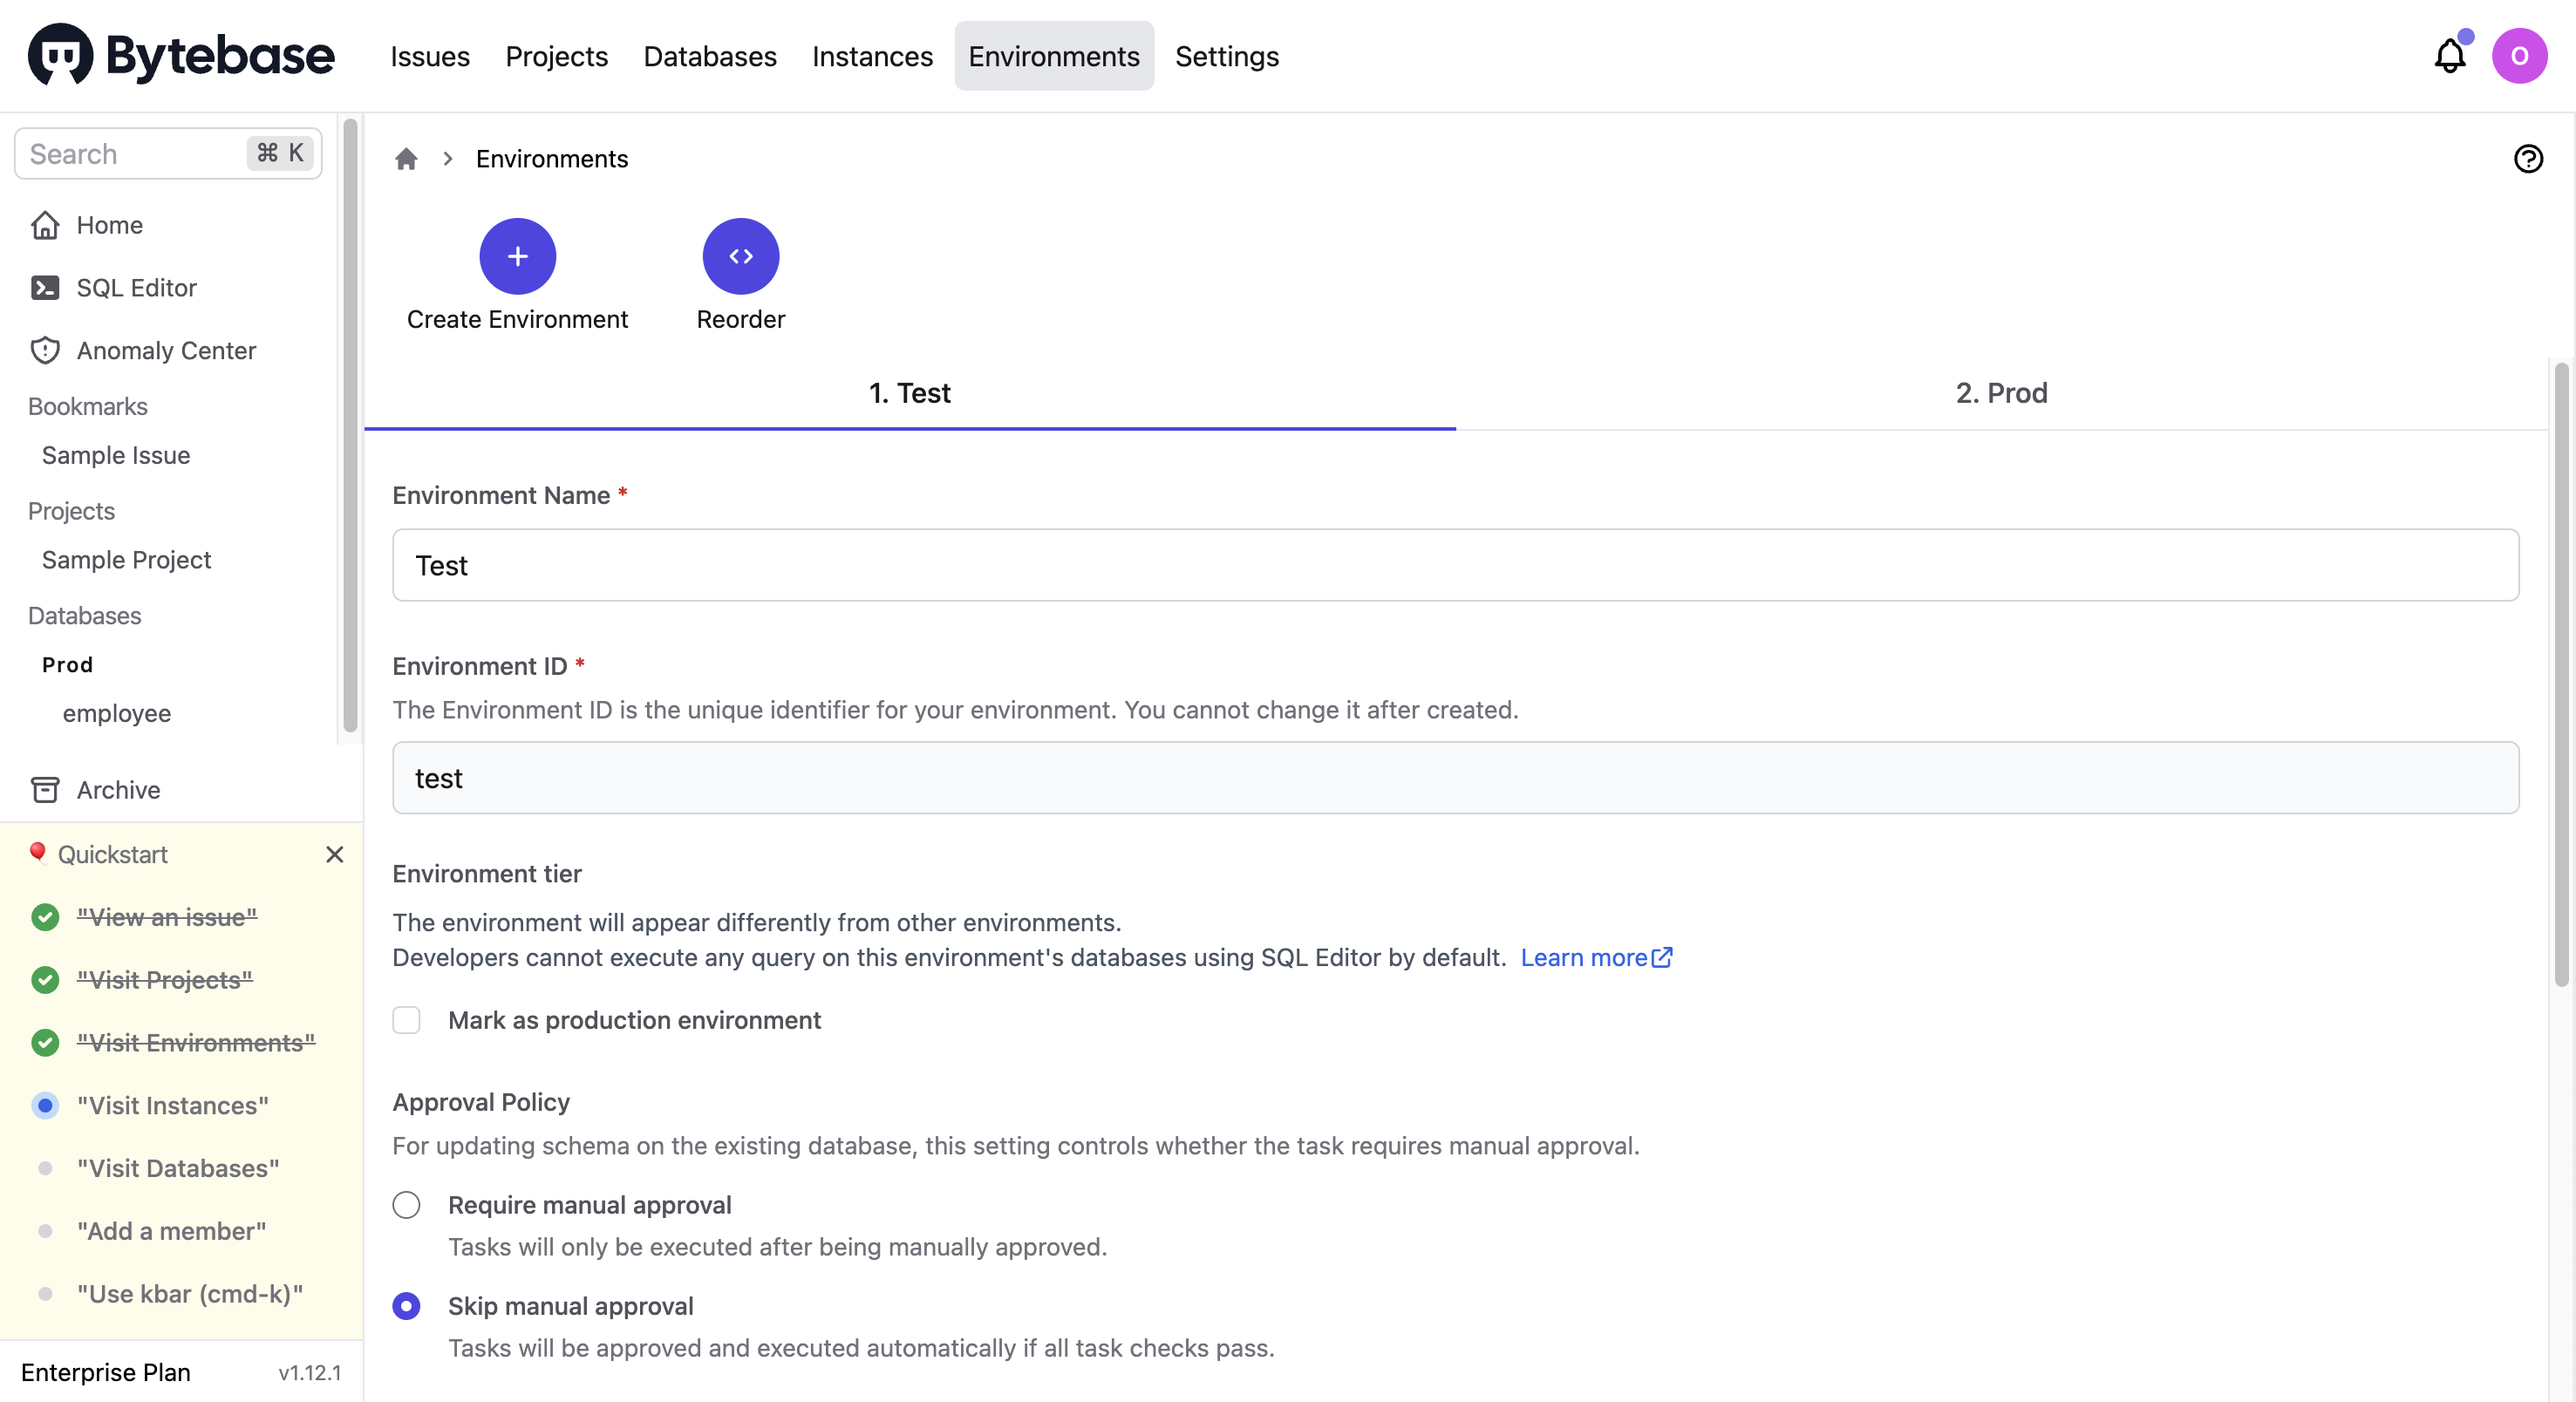 Bytebase
Issues Projects Databases Instances Environments Settings
O
Search ⌘ K
Home
SQL Editor
Anomaly Center
Bookmarks
Sample Issue
Projects
Sample Project
Databases
Prod
employee
Archive
Quickstart
"View an issue"
"Visit Projects"
"Visit Environments"
"Visit Instances"
"Visit Databases"
"Add a member"
"Use kbar (cmd-k)"
Enterprise Plan v1.12.1
Environments
Create Environment Reorder
1. Test 2. Prod
Environment Name *
Test
Environment ID *
The Environment ID is the unique identifier for your environment. You cannot change it after created.
test
Environment tier
The environment will appear differently from other environments.
Developers cannot execute any query on this environment's databases using SQL Editor by default. Learn more
Mark as production environment
Approval Policy
For updating schema on the existing database, this setting controls whether the task requires manual approval.
Require manual approval
Tasks will only be executed after being manually approved.
Skip manual approval
Tasks will be approved and executed automatically if all task checks pass.